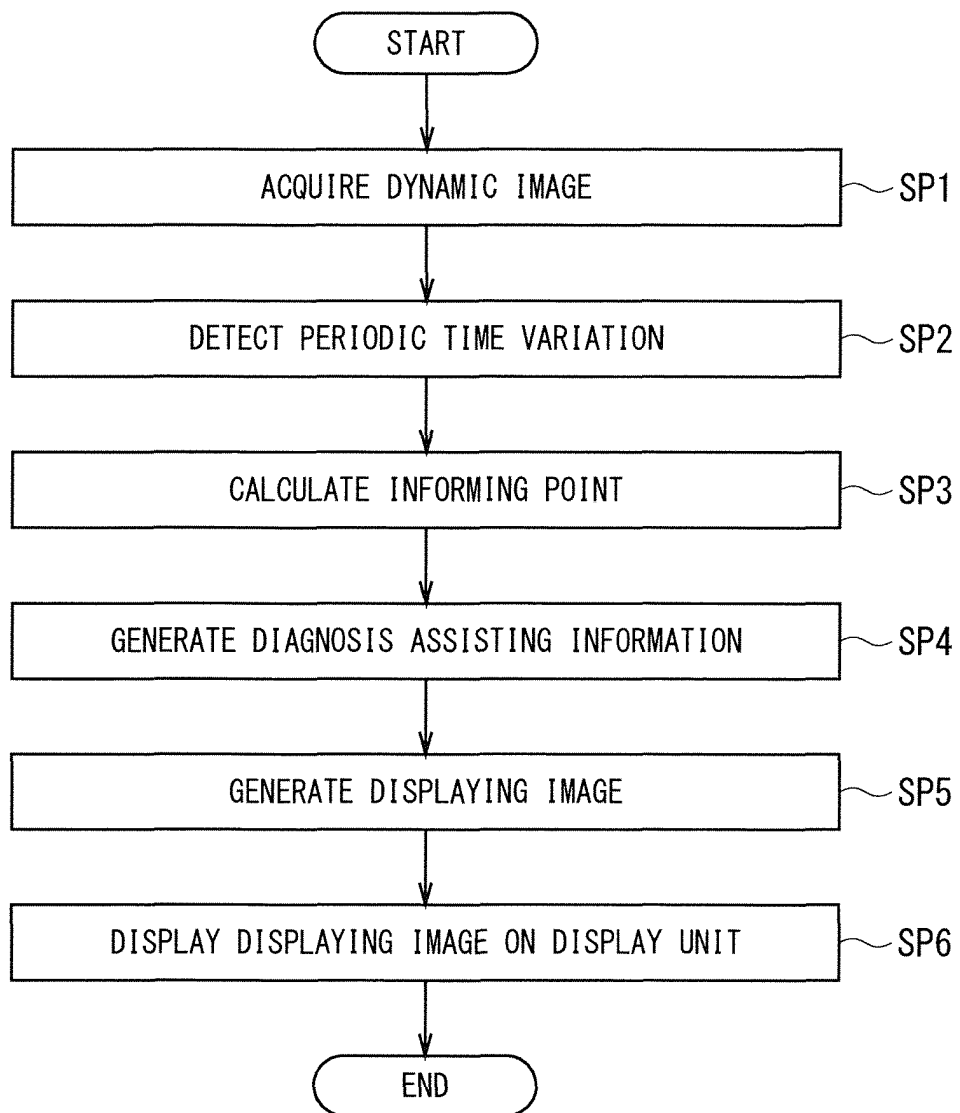 START
ACQUIRE DYNAMIC IMAGE
SP1
DETECT PERIODIC TIME VARIATION
SP2
CALCULATE INFORMING POINT
SP3
GENERATE DIAGNOSIS ASSISTING INFORMATION
SP4
GENERATE DISPLAYING IMAGE
SP5
DISPLAY DISPLAYING IMAGE ON DISPLAY UNIT
SP6
END